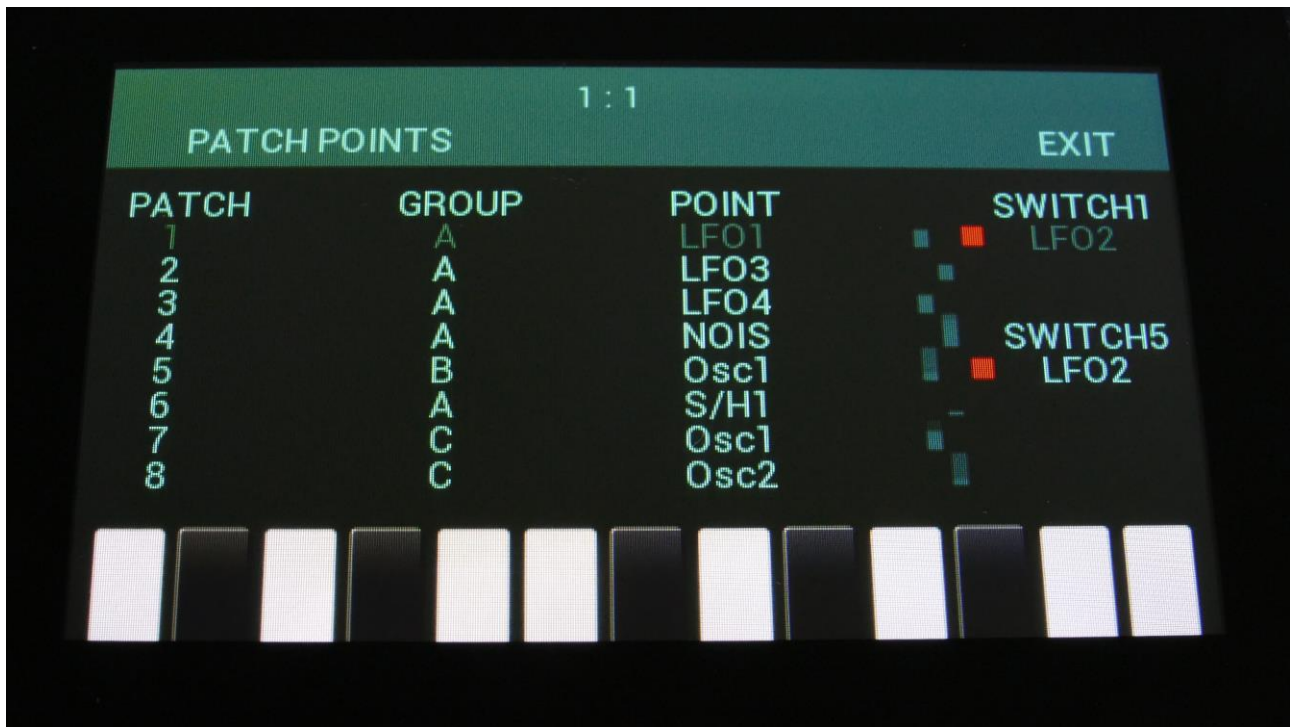 1 : 1
PATCH POINTS EXIT
PATCH GROUP POINT SWITCH1
1 A LFO1 LFO2
2 A LFO3
3 A LFO4
4 A NOIS SWITCH5
5 B Osc1 LFO2
6 A S/H1
7 C Osc1
8 C Osc2